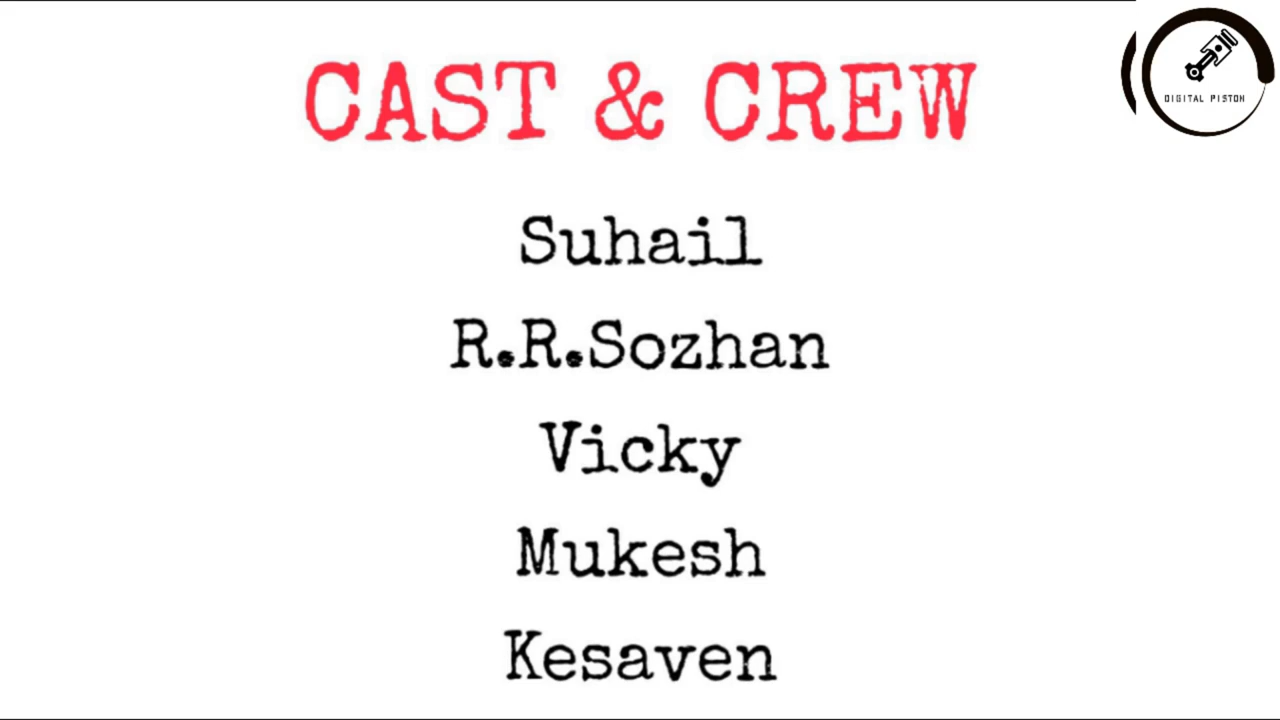 CAST & CREW
DIGITAL PISTON
Suhail
R.R.Sozhan
Vicky
Mukesh
Kesaven